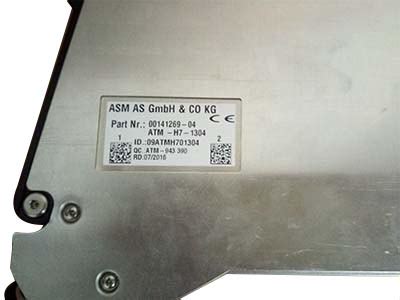 ASM AS GmbH & CO KG
CE
Part Nr.: 00141269-04
ATM -H7-1304
1 2
ID.:09ATMH701304
QC. ATM-943 390
RD.07/2016